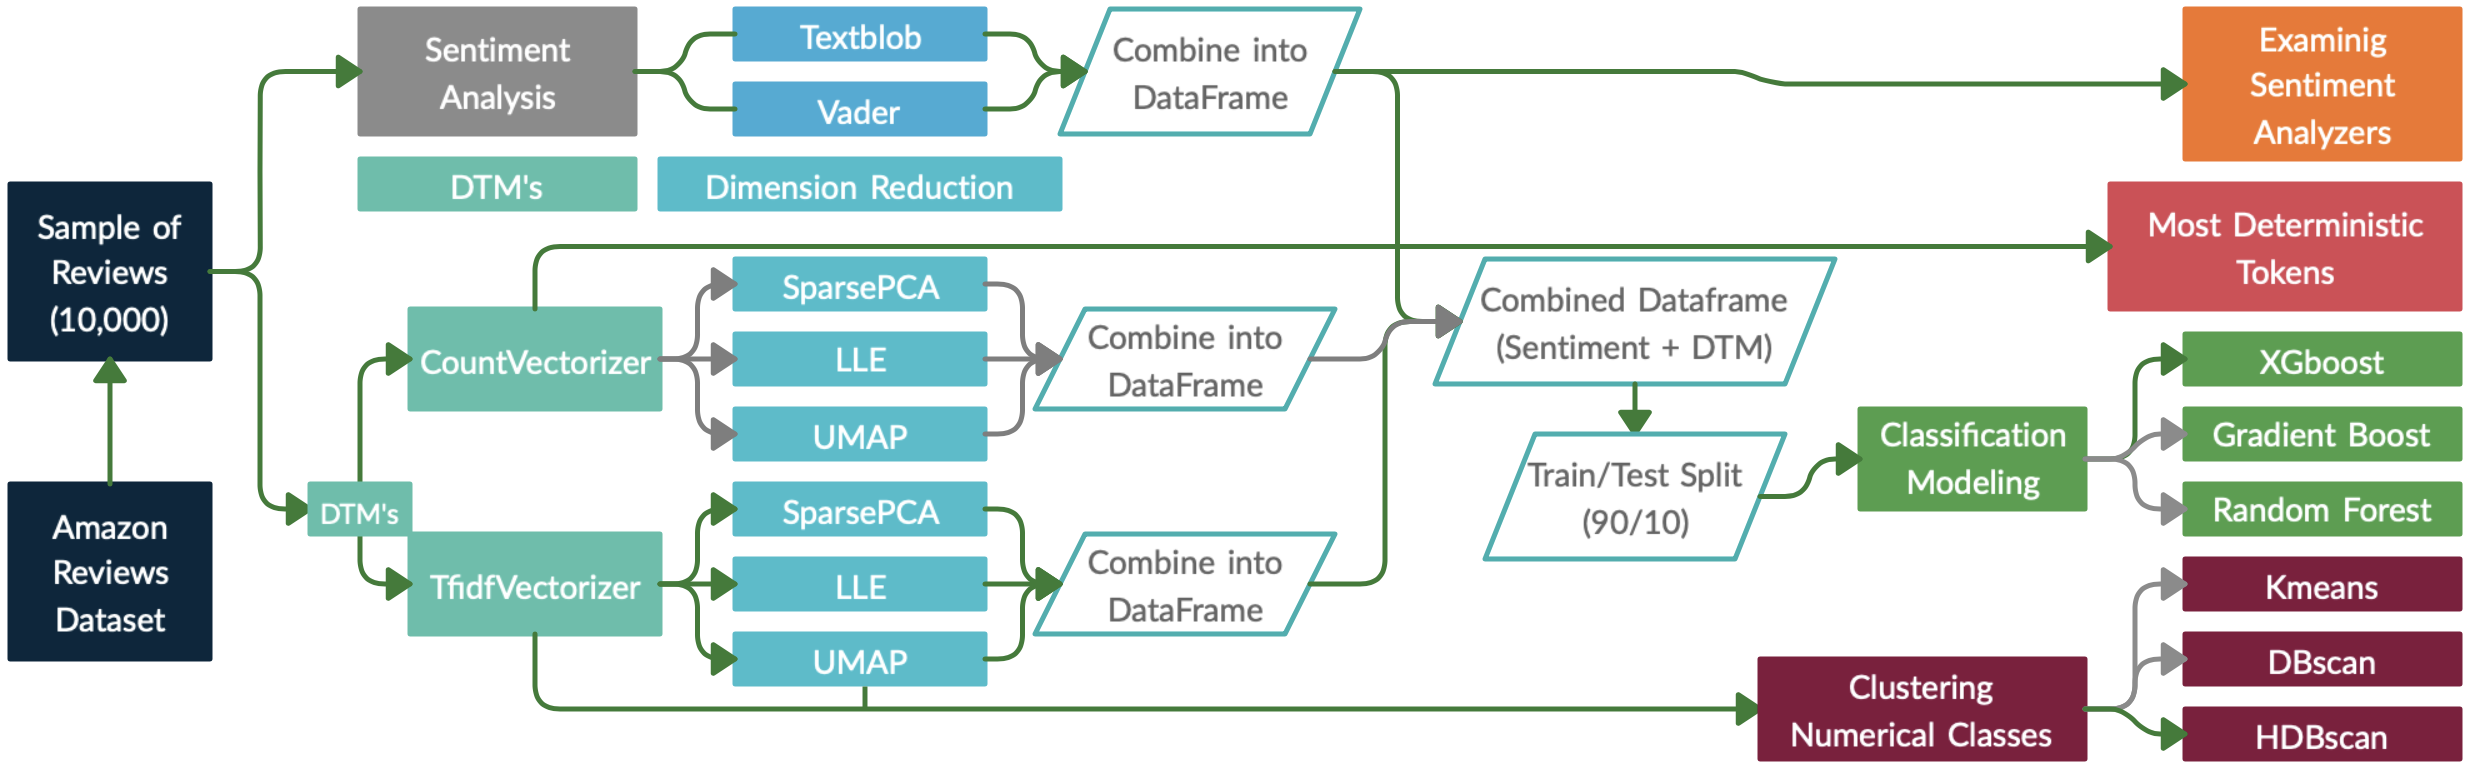 Sentiment
Analysis
Textblob
Vader
Combine into
DataFrame
Examinig
Sentiment
Analyzers
DTM's
Dimension Reduction
Sample of
Reviews
(10,000)
Most Deterministic
Tokens
CountVectorizer
SparsePCA
LLE
UMAP
Combine into
DataFrame
Combined Dataframe
(Sentiment + DTM)
Train/Test Split
(90/10)
Classification
Modeling
XGboost
Gradient Boost
Random Forest
Amazon
Reviews
Dataset
DTM's
TfidfVectorizer
SparsePCA
LLE
UMAP
Combine into
DataFrame
Clustering
Numerical Classes
Kmeans
DBscan
HDBscan